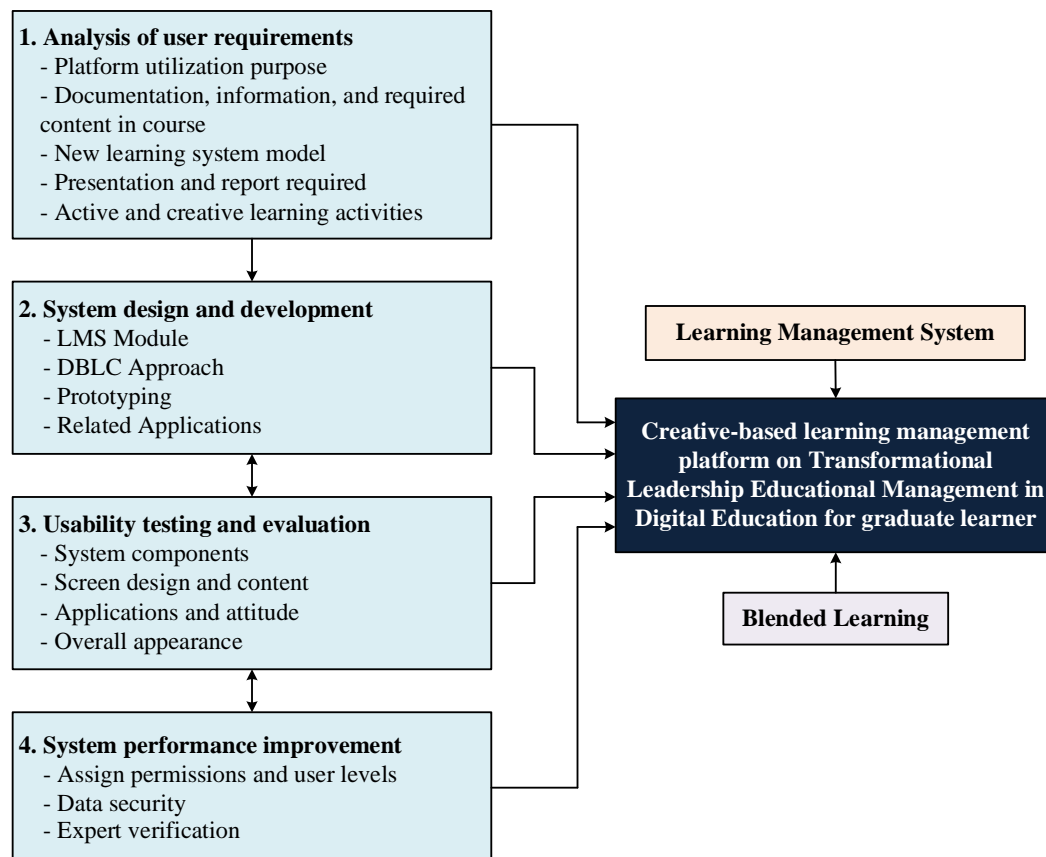 1. Analysis of user requirements
- Platform utilization purpose
- Documentation, information, and required
content in course
- New learning system model
- Presentation and report required
- Active and creative learning activities
2. System design and development
- LMS Module
- DBLC Approach
- Prototyping
- Related Applications
3. Usability testing and evaluation
- System components
- Screen design and content
- Applications and attitude
- Overall appearance
4. System performance improvement
- Assign permissions and user levels
- Data security
- Expert verification
Learning Management System
Creative-based learning management
platform on Transformational
Leadership Educational Management in
Digital Education for graduate learner
Blended Learning